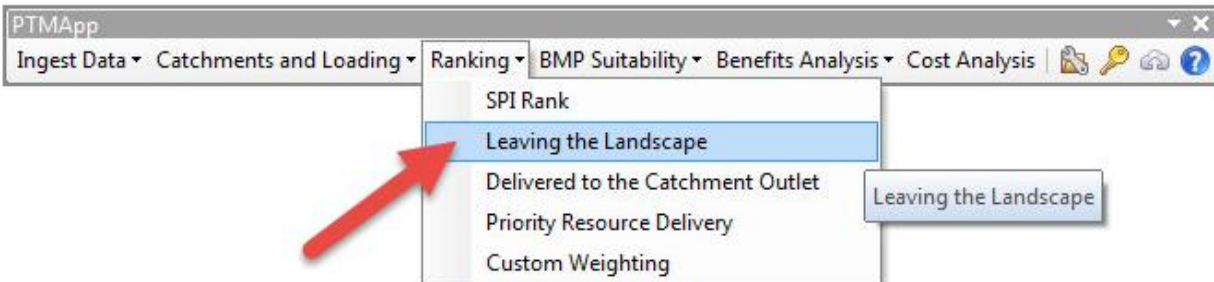 PTMApp
Ingest Data Catchments and Loading Ranking BMP Suitability Benefits Analysis Cost Analysis
SPI Rank
Leaving the Landscape
Delivered to the Catchment Outlet
Leaving the Landscape
Priority Resource Delivery
Custom Weighting